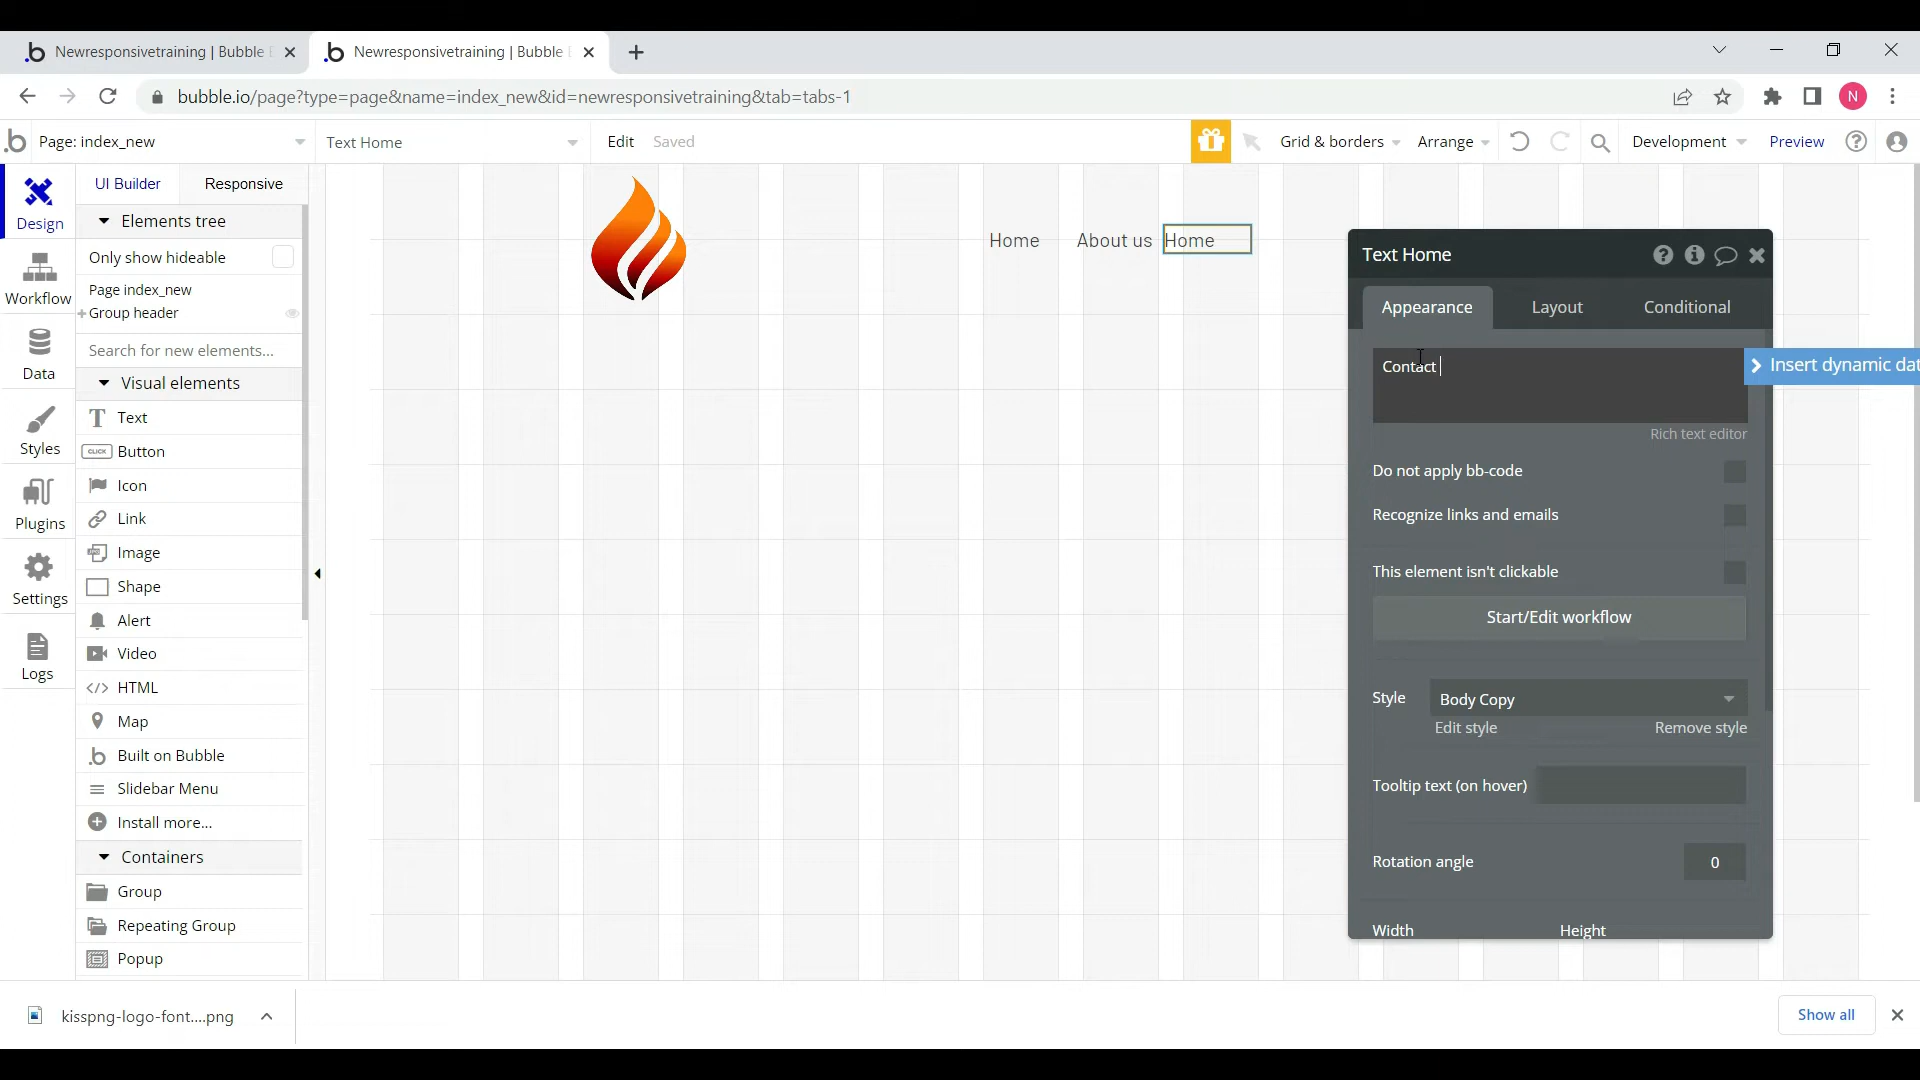 Newresponsivetraining | Bubble E
Newresponsivetraining | Bubble E
bubble.io/page?type=page&name=index_new&id=newresponsivetraining&tab=tabs-1
N
Page: index_new
Text Home
Edit
Saved
Grid & borders
Arrange
Development
Preview
Design
Workflow
Data
Styles
Plugins
Settings
Logs
UI Builder
Responsive
Elements tree
Only show hideable
Page index_new
+ Group header
Search for new elements...
Visual elements
Text
CLICK Button
Icon
Link
Image
Shape
Alert
Video
</> HTML
Map
Built on Bubble
Slidebar Menu
Install more...
Containers
Group
Repeating Group
Popup
Home
About us
Home
Text Home
Appearance
Layout
Conditional
Contact
Insert dynamic dat
Rich text editor
Do not apply bb-code
Recognize links and emails
This element isn't clickable
Start/Edit workflow
Style
Body Copy
Edit style
Remove style
Tooltip text (on hover)
Rotation angle
0
Width
Height
kisspng-logo-font....png
Show all